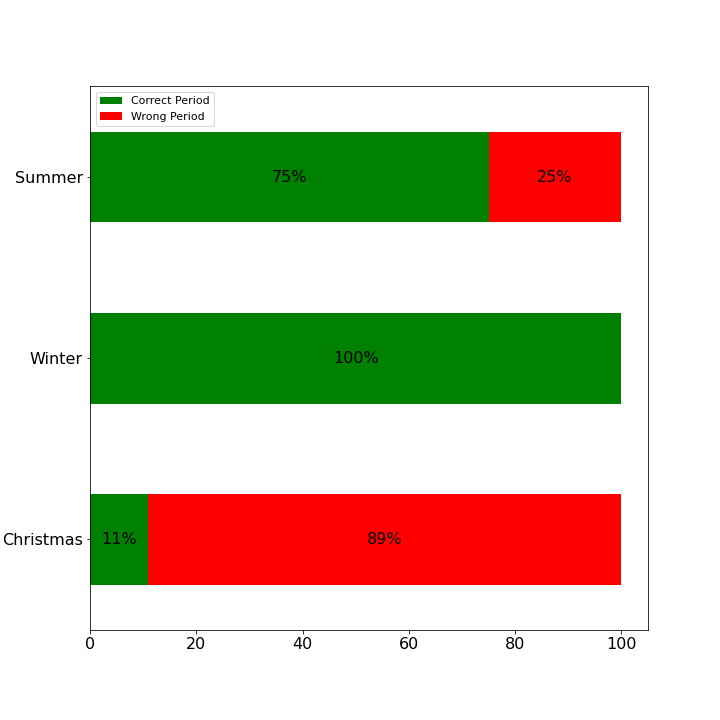 Correct Period
Wrong Period
Summer 75% 25%
Winter 100%
Christmas 11% 89%
0 20 40 60 80 100